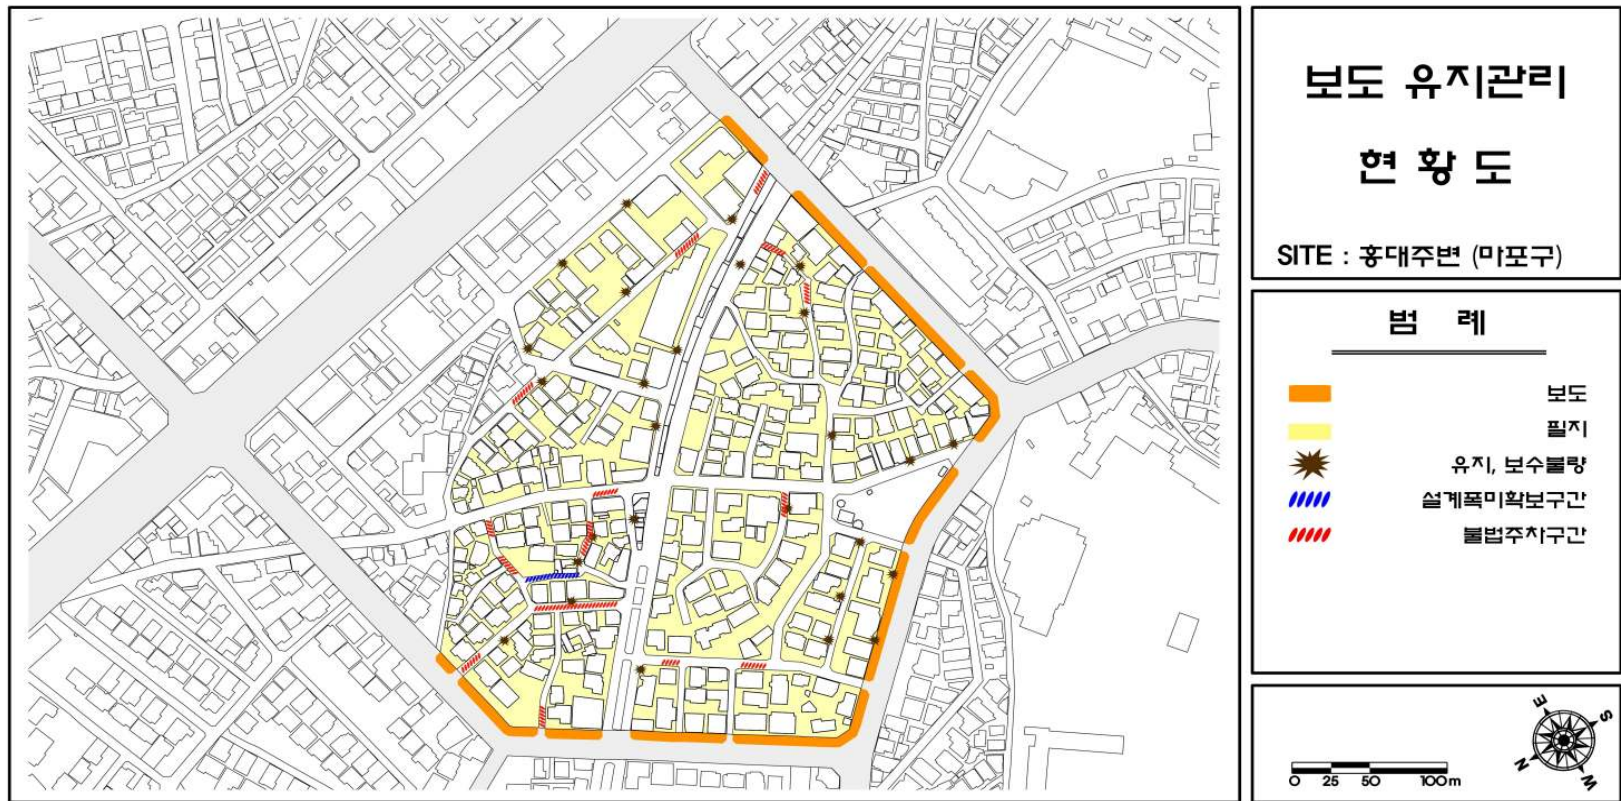 보도 유지관리
현 황 도
SITE : 홍대주변 (마포구)
범 례
보도
필지
유지, 보수불량
설계폭미확보구간
불법주차구간
E
S
N
W
0 25 50 100m